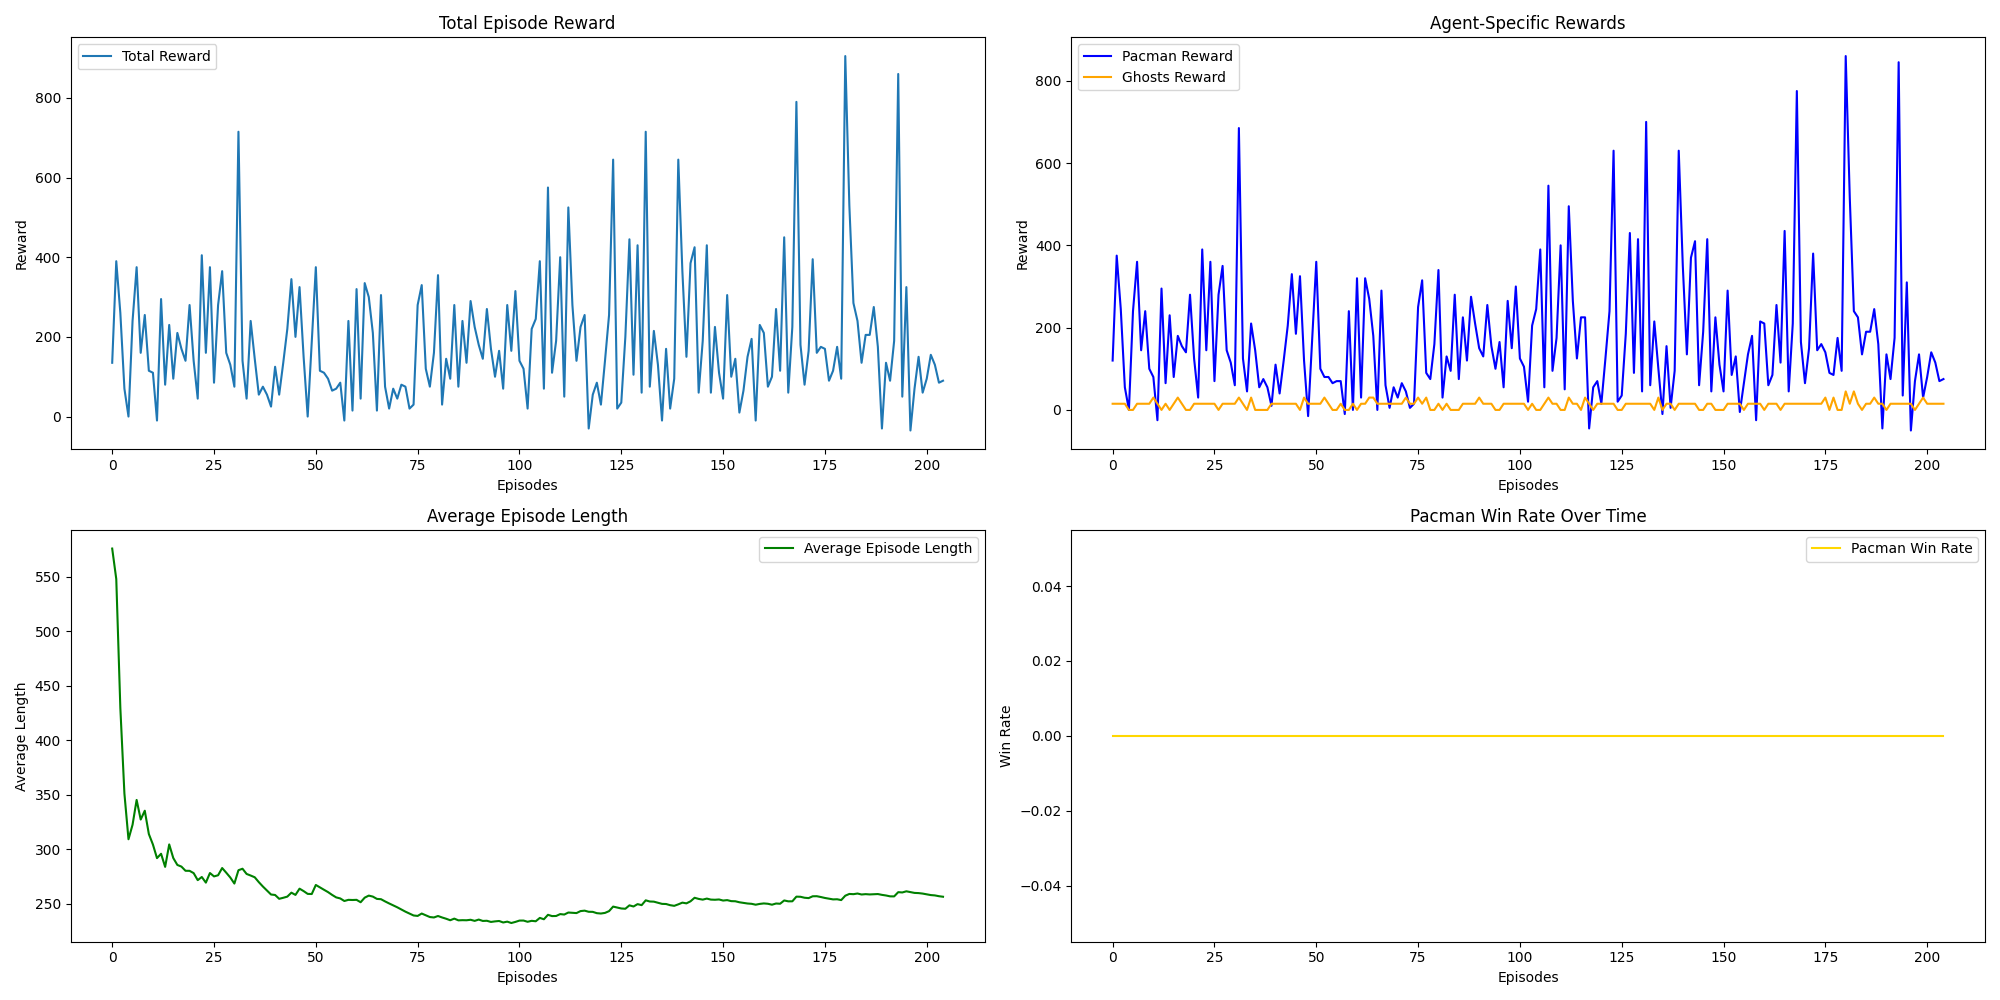 Total Episode Reward
Total Reward
800
600
400
200
0
Reward
0 25 50 75 100 125 150 175 200
Episodes
Agent-Specific Rewards
Pacman Reward
Ghosts Reward
800
600
400
200
0
Reward
0 25 50 75 100 125 150 175 200
Episodes
Average Episode Length
Average Episode Length
550
500
450
400
350
300
250
Average Length
0 25 50 75 100 125 150 175 200
Episodes
Pacman Win Rate Over Time
Pacman Win Rate
0.04
0.02
0.00
−0.02
−0.04
Win Rate
0 25 50 75 100 125 150 175 200
Episodes